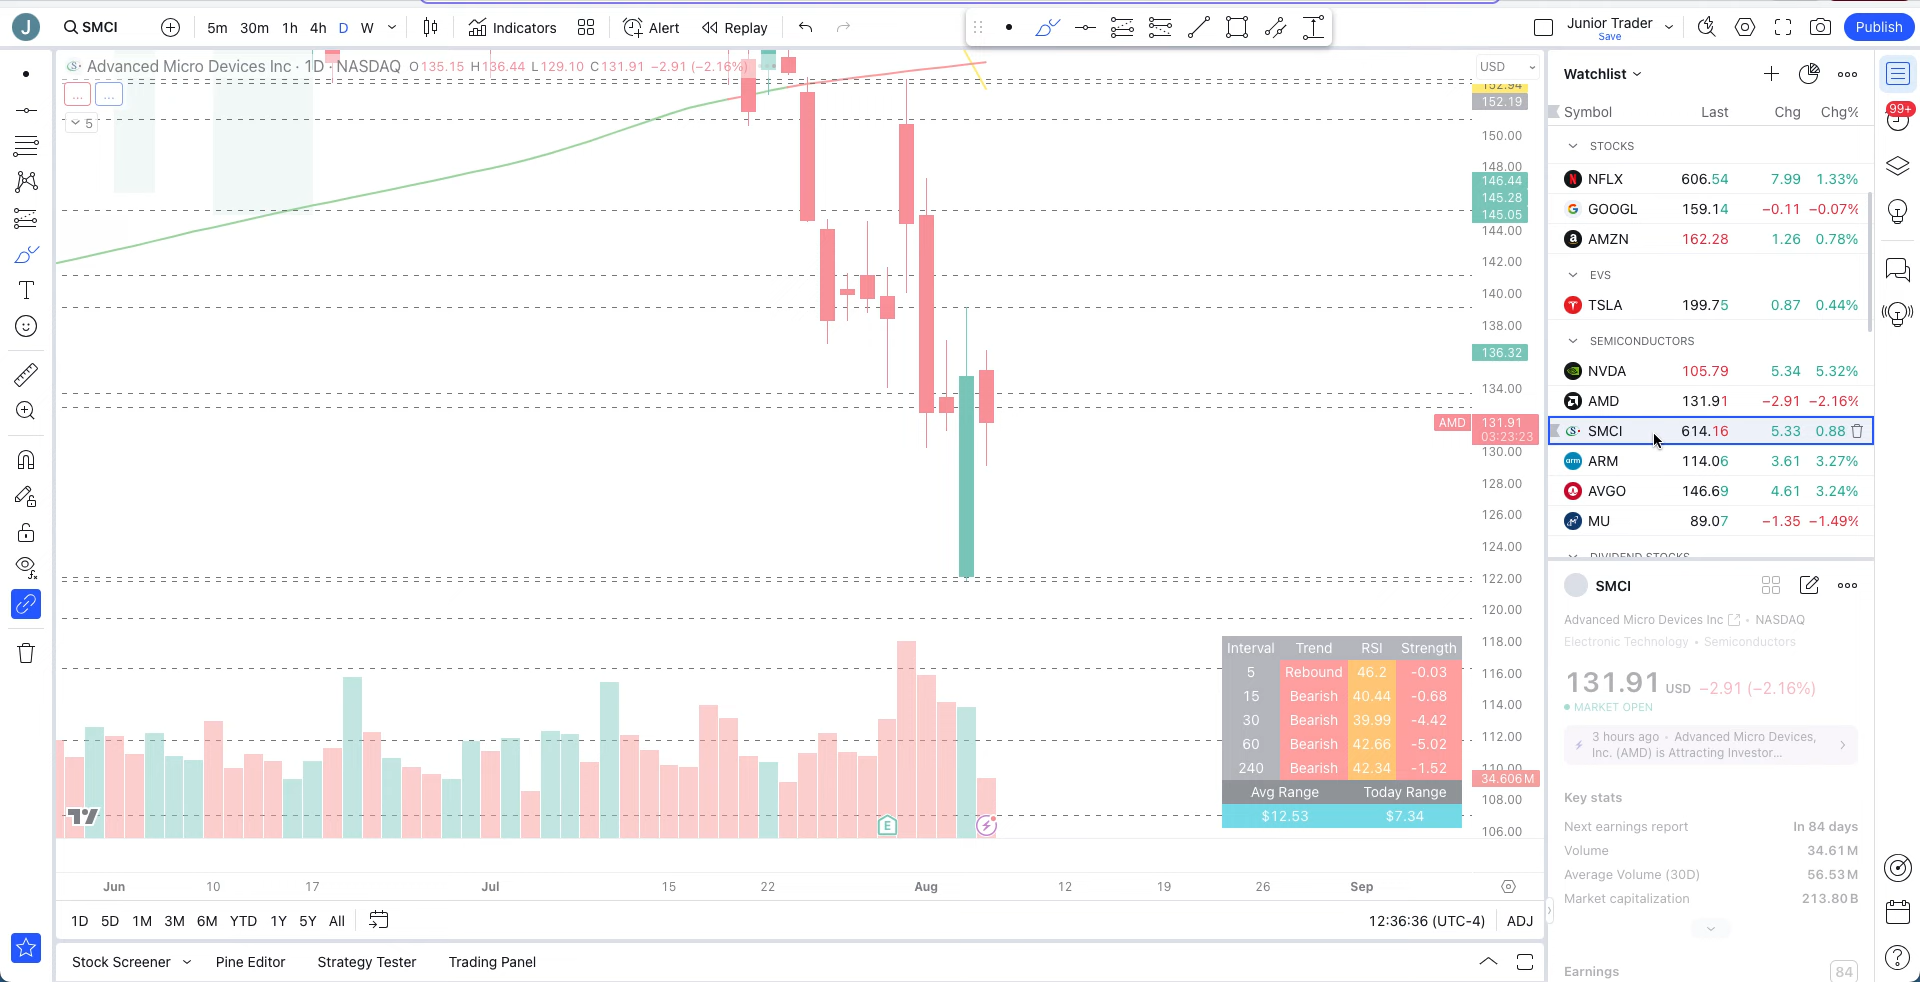 J SMCI 5m 30m 1h 4h D W Indicators Alert Replay Junior Trader Save Publish
Advanced Micro Devices Inc · 1D · NASDAQ O135.15 H136.44 L129.10 C131.91 −2.91 (−2.16%)
... ...
5
USD
152.94
152.19
150.00
148.00
146.44
145.28
145.05
144.00
142.00
140.00
138.00
136.32
134.00
AMD 131.91
03:23:23
130.00
128.00
126.00
124.00
122.00
120.00
118.00
116.00
114.00
112.00
110.00
34.606M
108.00
106.00
Interval Trend RSI Strength
5 Rebound 46.2 -0.03
15 Bearish 40.44 -0.68
30 Bearish 39.99 -4.42
60 Bearish 42.66 -5.02
240 Bearish 42.34 -1.52
Avg Range Today Range
$12.53 $7.34
E
Jun 10 17 Jul 15 22 Aug 12 19 26 Sep
1D 5D 1M 3M 6M YTD 1Y 5Y All 12:36:36 (UTC-4) ADJ
Stock Screener Pine Editor Strategy Tester Trading Panel
Watchlist
99+
Symbol Last Chg Chg%
STOCKS
NFLX 606.54 7.99 1.33%
GOOGL 159.14 −0.11 −0.07%
AMZN 162.28 1.26 0.78%
EVS
TSLA 199.75 0.87 0.44%
SEMICONDUCTORS
NVDA 105.79 5.34 5.32%
AMD 131.91 −2.91 −2.16%
SMCI 614.16 5.33 0.88
ARM 114.06 3.61 3.27%
AVGO 146.69 4.61 3.24%
MU 89.07 −1.35 −1.49%
DIVIDEND STOCKS
SMCI
Advanced Micro Devices Inc • NASDAQ
Electronic Technology • Semiconductors
131.91 USD −2.91 (−2.16%)
MARKET OPEN
3 hours ago · Advanced Micro Devices,
Inc. (AMD) is Attracting Investor...
Key stats
Next earnings report In 84 days
Volume 34.61M
Average Volume (30D) 56.53M
Market capitalization 213.80B
Earnings 84